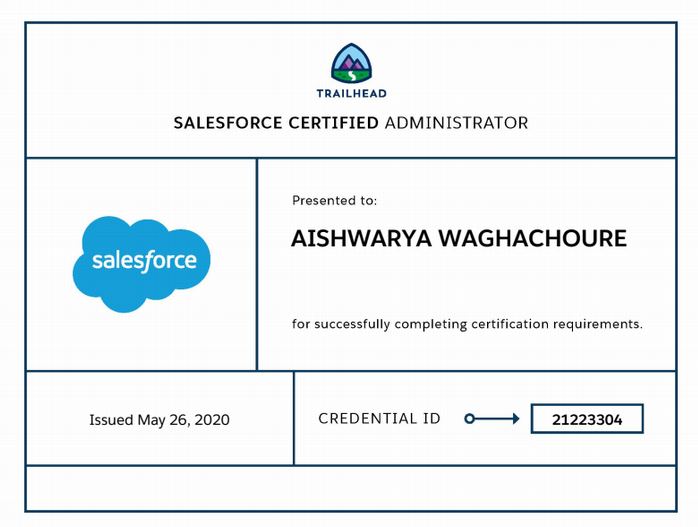 TRAILHEAD
SALESFORCE CERTIFIED ADMINISTRATOR
salesforce
Presented to:
AISHWARYA WAGHACHOURE
for successfully completing certification requirements.
Issued May 26, 2020
CREDENTIAL ID
21223304